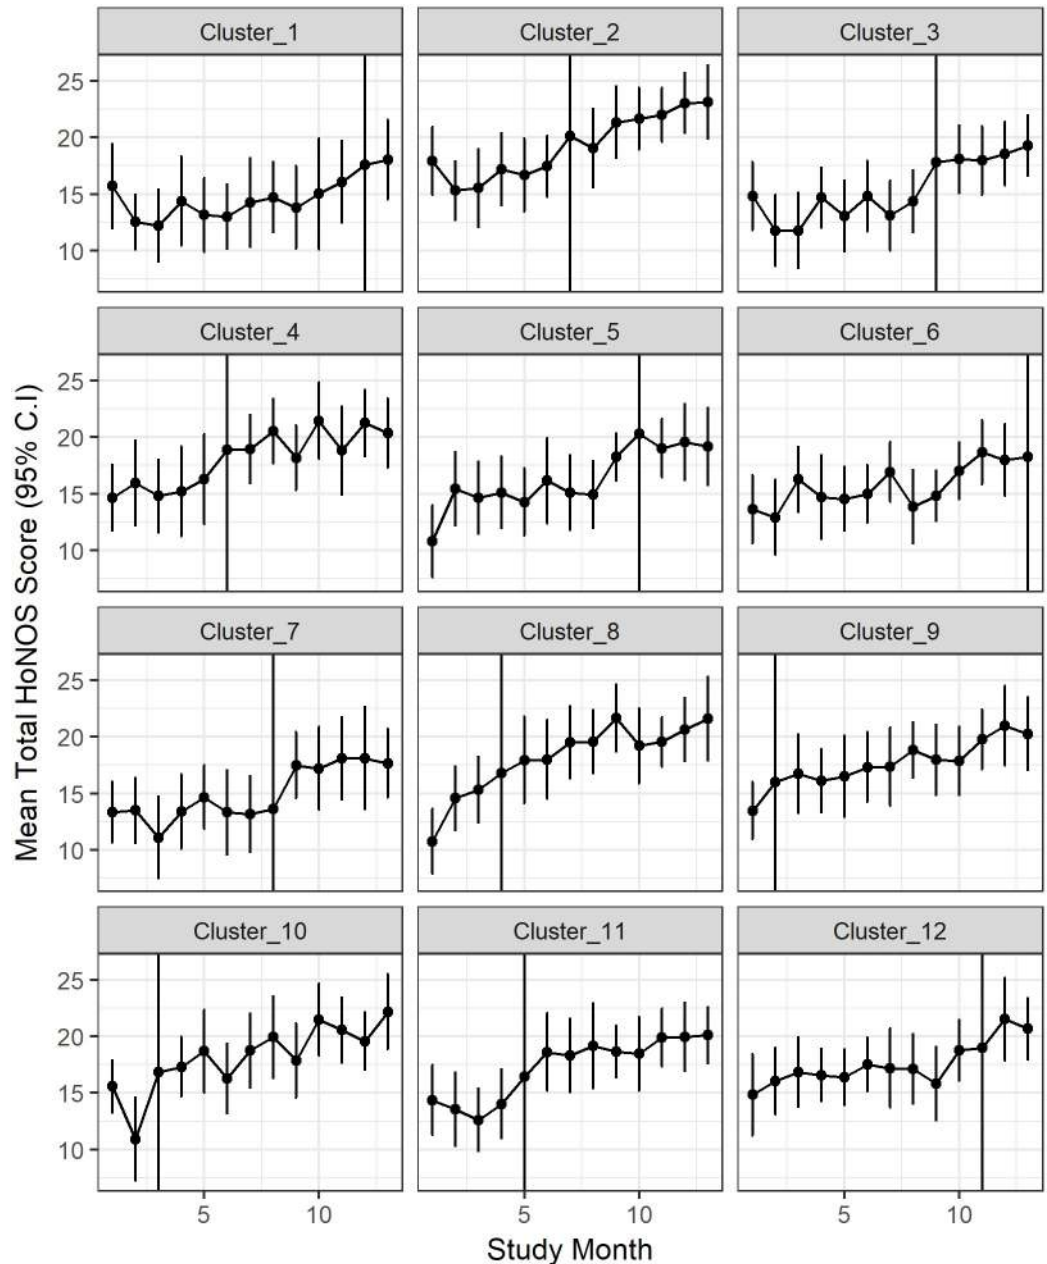 Cluster_1 Cluster_2 Cluster_3
25
20
15
10
Cluster_4 Cluster_5 Cluster_6
25
20
15
10
Cluster_7 Cluster_8 Cluster_9
25
20
15
10
Cluster_10 Cluster_11 Cluster_12
25
20
15
10
5 10 5 10 5 10
Study Month
Mean Total HoNOS Score (95% C.I)